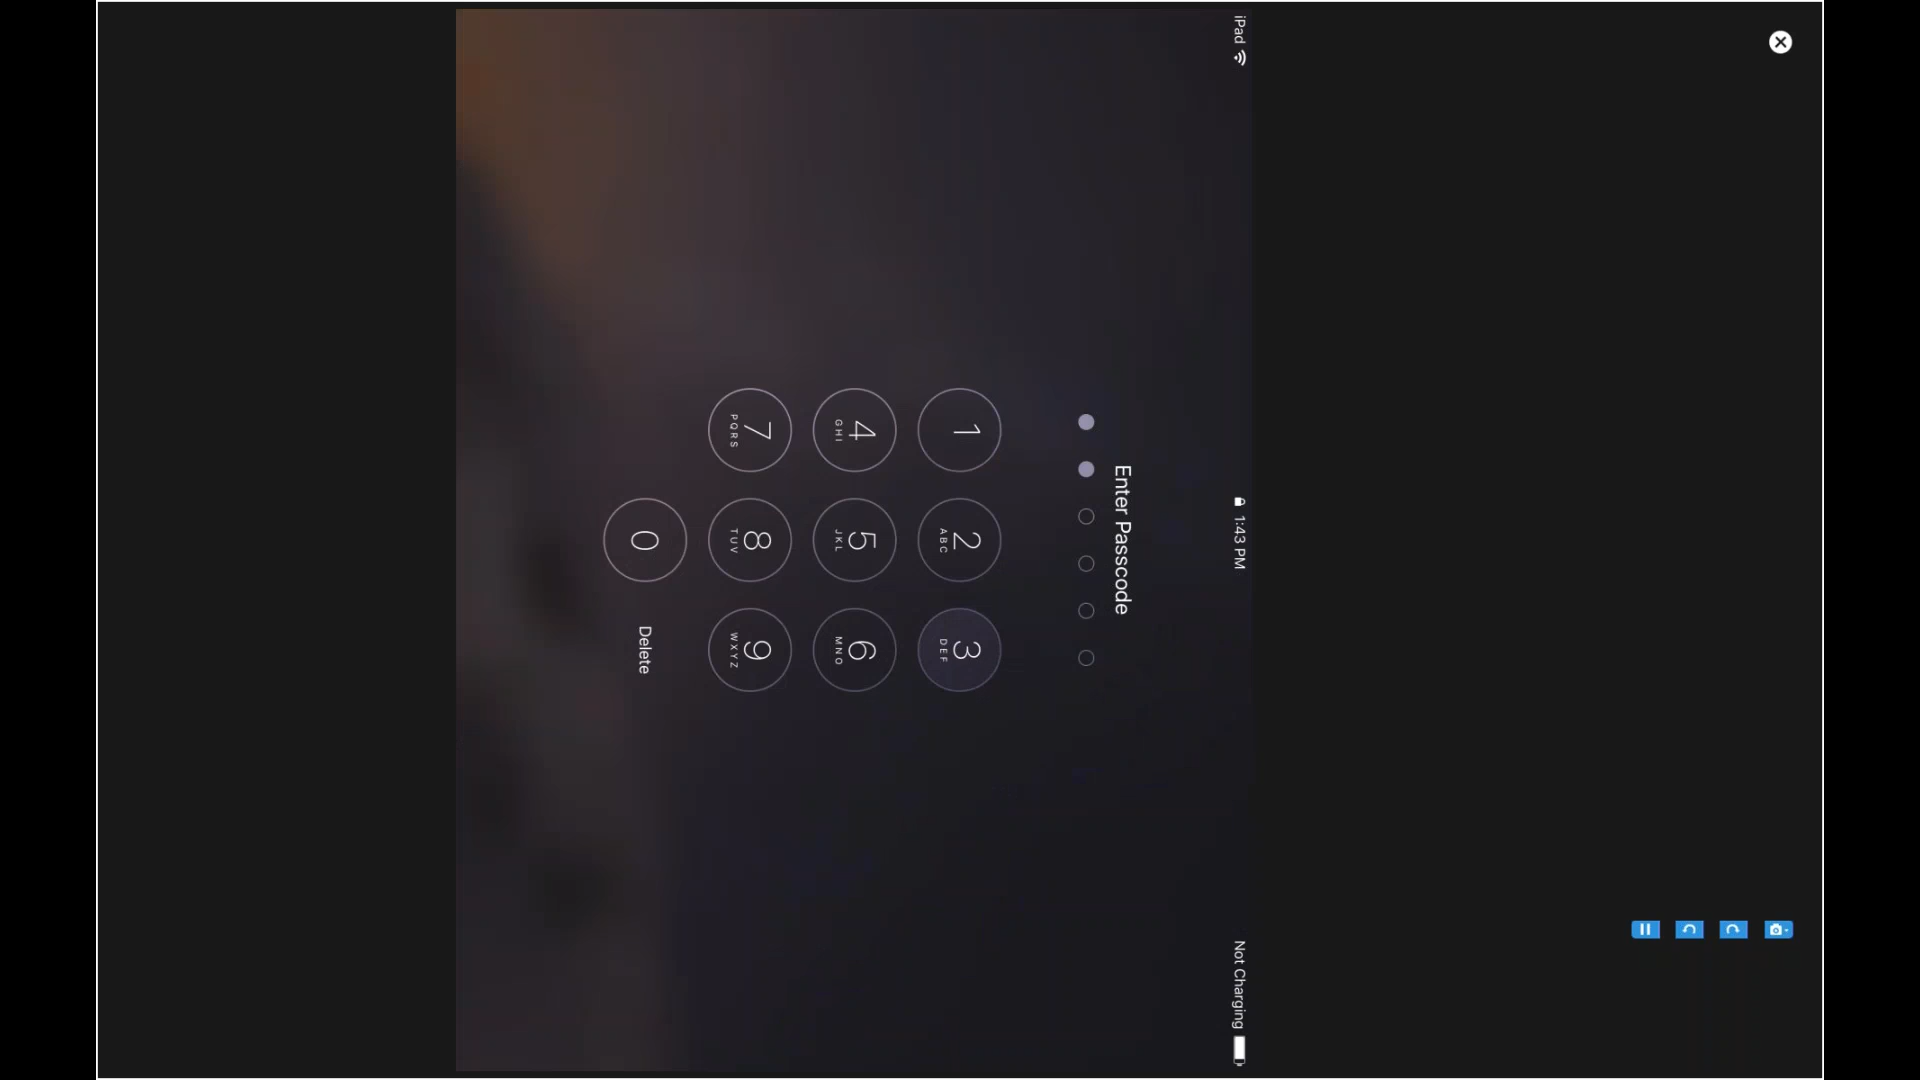 iPad
1:43 PM
Not Charging
Enter Passcode
1
2
ABC
3
DEF
4
GHI
5
JKL
6
MNO
7
PQRS
8
TUV
9
WXYZ
0
Delete